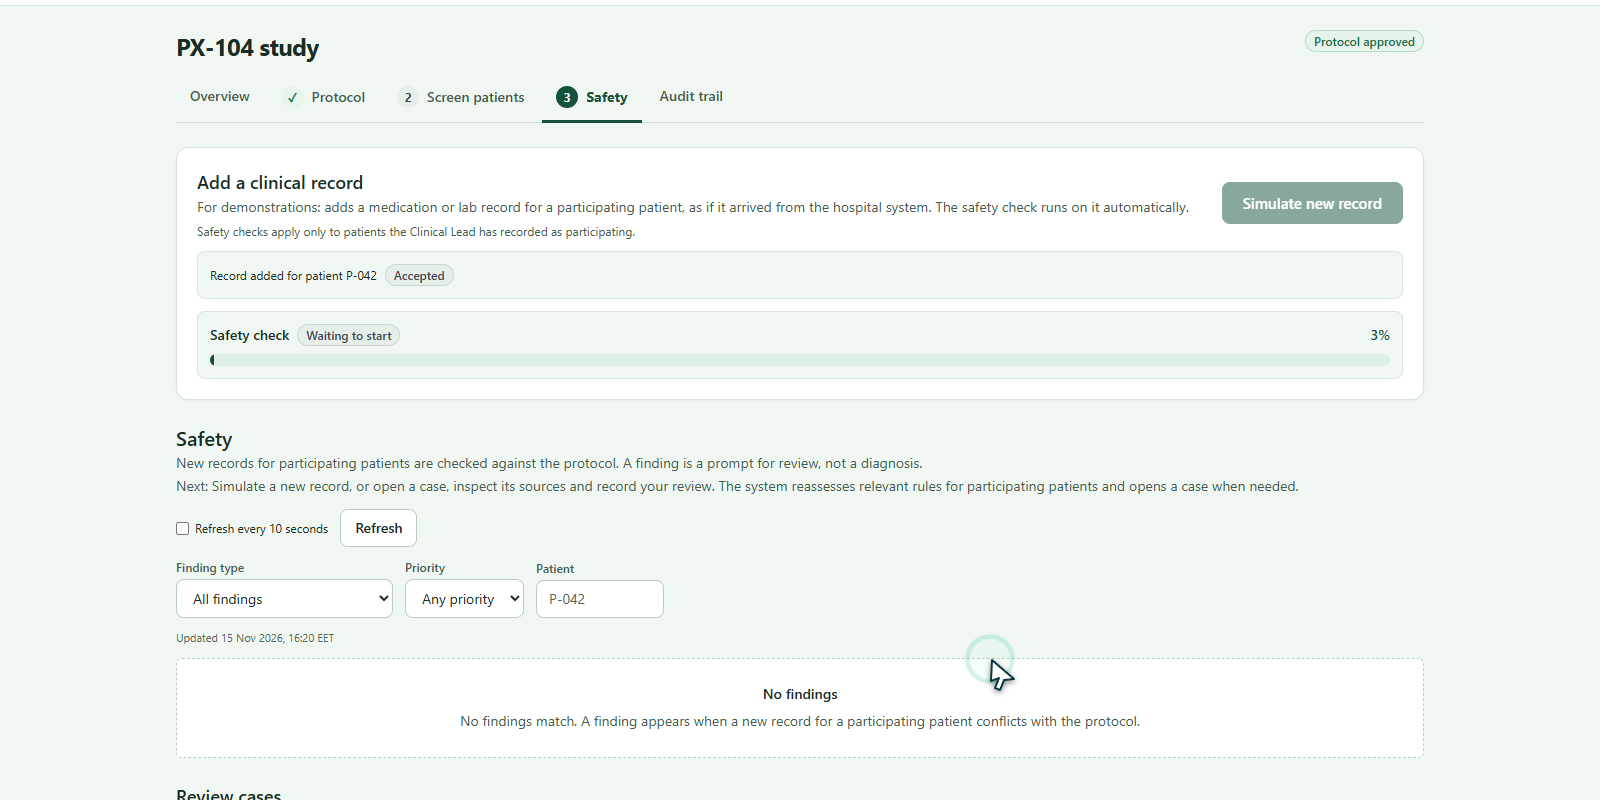 PX-104 study
Protocol approved
Overview
✓ Protocol
2 Screen patients
3 Safety
Audit trail
Add a clinical record
For demonstrations: adds a medication or lab record for a participating patient, as if it arrived from the hospital system. The safety check runs on it automatically.
Safety checks apply only to patients the Clinical Lead has recorded as participating.
Simulate new record
Record added for patient P-042 Accepted
Safety check Waiting to start 3%
Safety
New records for participating patients are checked against the protocol. A finding is a prompt for review, not a diagnosis.
Next: Simulate a new record, or open a case, inspect its sources and record your review. The system reassesses relevant rules for participating patients and opens a case when needed.
Refresh every 10 seconds Refresh
Finding type Priority Patient
All findings Any priority P-042
Updated 15 Nov 2026, 16:20 EET
No findings
No findings match. A finding appears when a new record for a participating patient conflicts with the protocol.
Review cases